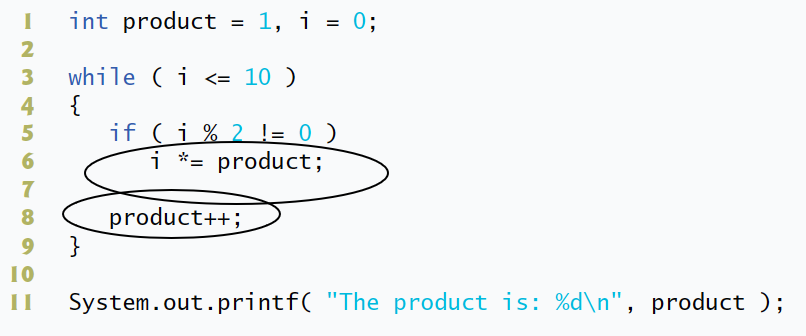 1 int product = 1, i = 0;
2
3 while ( i <= 10 )
4 {
5 if ( i % 2 != 0 )
6 i *= product;
7
8 product++;
9 }
10
11 System.out.printf( "The product is: %d\n", product );